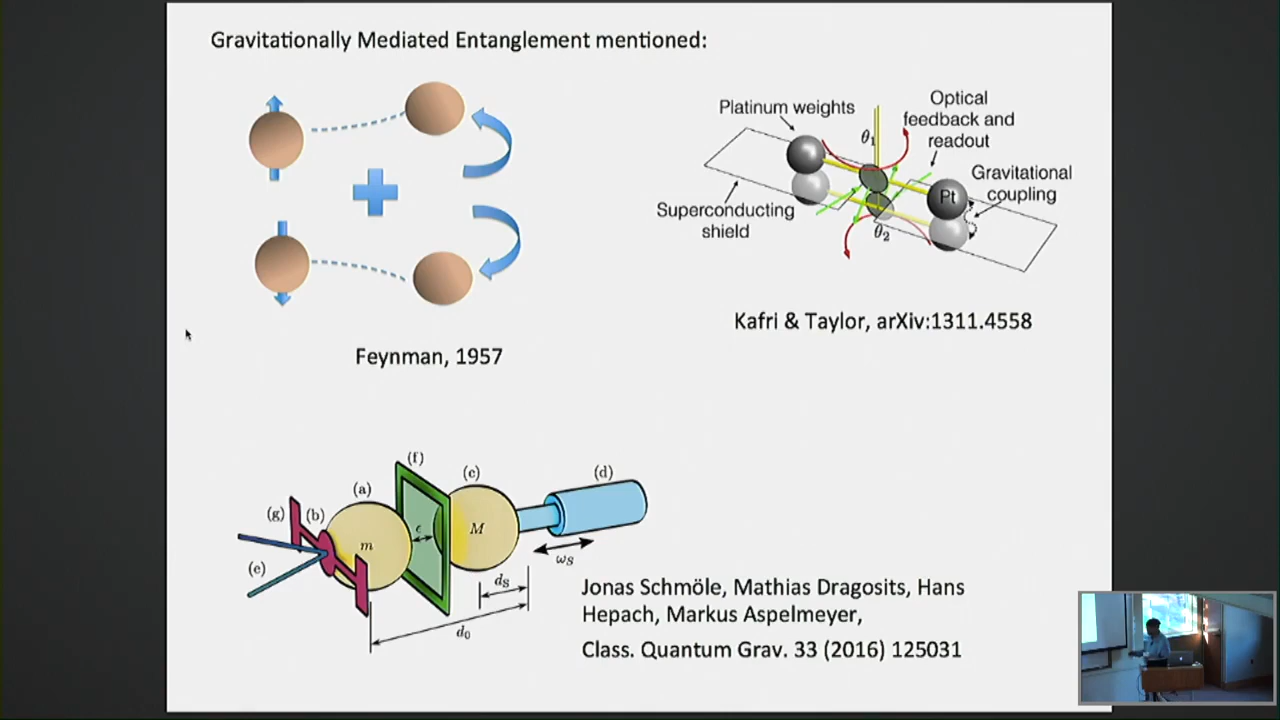 Gravitationally Mediated Entanglement mentioned:
Feynman, 1957
Platinum weights
Optical
feedback and
readout
θ1
Gravitational
coupling
Pt
Superconducting
shield
θ2
Kafri & Taylor, arXiv:1311.4558
(f)
(c)
(d)
(a)
(g)
(b)
m
ϵ
M
(e)
ωS
dS
d0
Jonas Schmöle, Mathias Dragosits, Hans
Hepach, Markus Aspelmeyer,
Class. Quantum Grav. 33 (2016) 125031